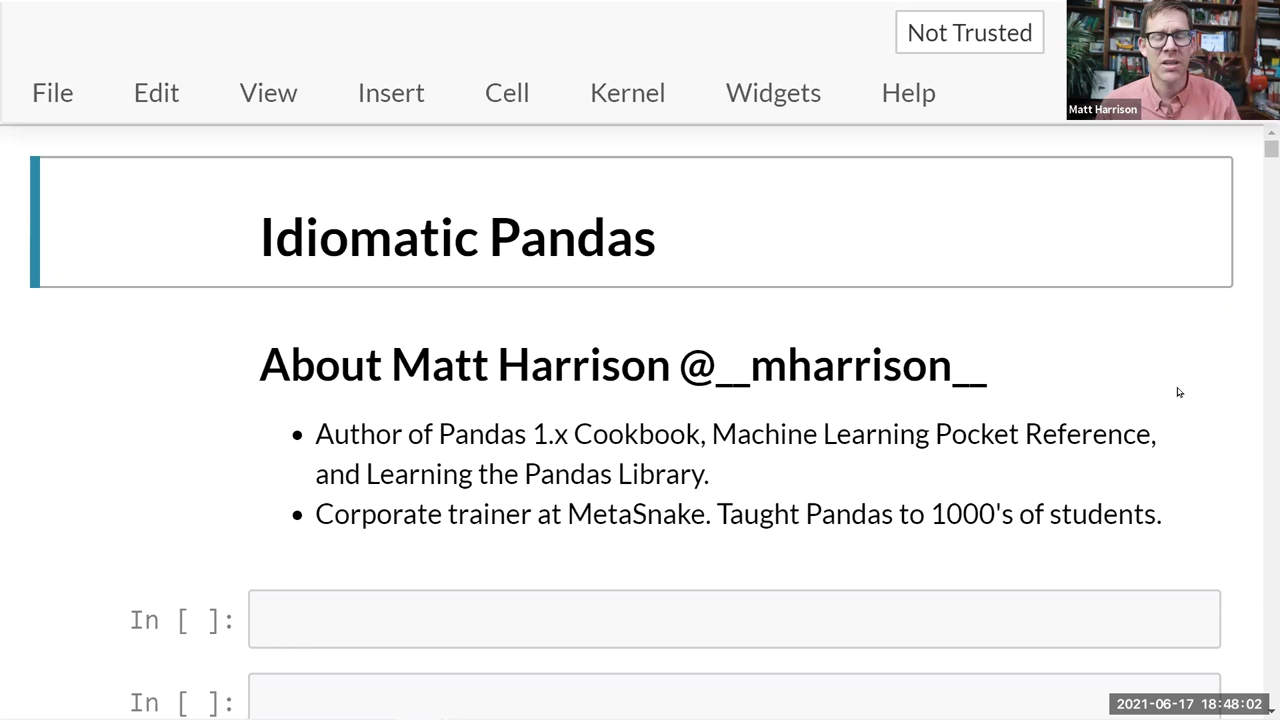 Not Trusted
File Edit View Insert Cell Kernel Widgets Help
Matt Harrison
Idiomatic Pandas
About Matt Harrison @__mharrison__
• Author of Pandas 1.x Cookbook, Machine Learning Pocket Reference,
and Learning the Pandas Library.
• Corporate trainer at MetaSnake. Taught Pandas to 1000's of students.
In [ ]:
In [ ]:
2021-06-17 18:48:02